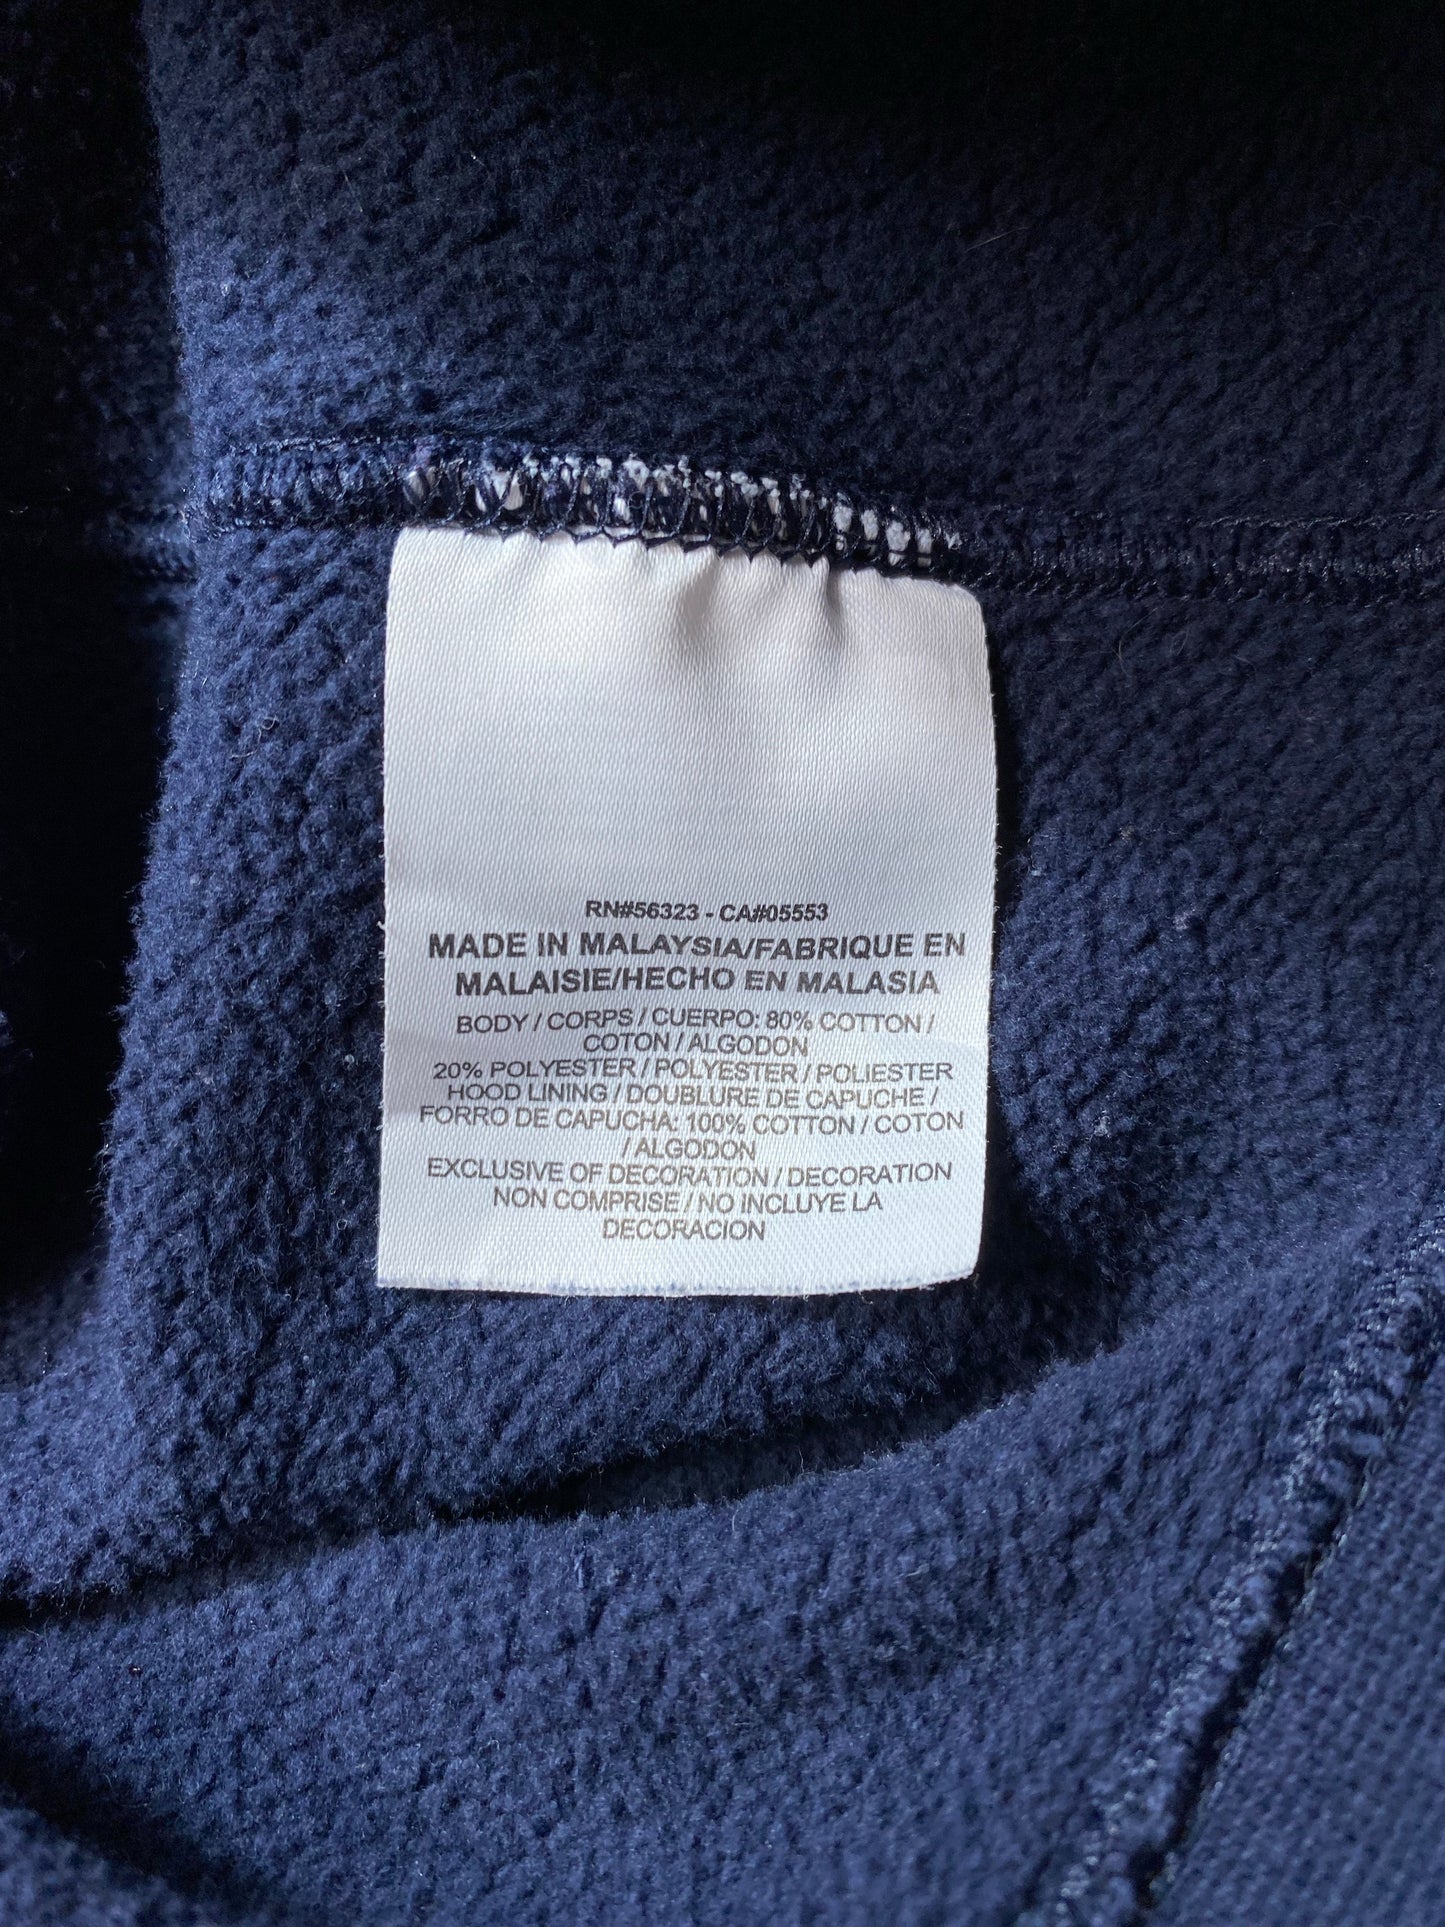 RN#56323 - CA#05553
MADE IN MALAYSIA/FABRIQUE EN
MALAISIE/HECHO EN MALASIA
BODY / CORPS / CUERPO: 80% COTTON /
COTON / ALGODON
20% POLYESTER / POLYESTER / POLIESTER
HOOD LINING / DOUBLURE DE CAPUCHE /
FORRO DE CAPUCHA: 100% COTTON / COTON
/ ALGODON
EXCLUSIVE OF DECORATION / DECORATION
NON COMPRISE / NO INCLUYE LA
DECORACION